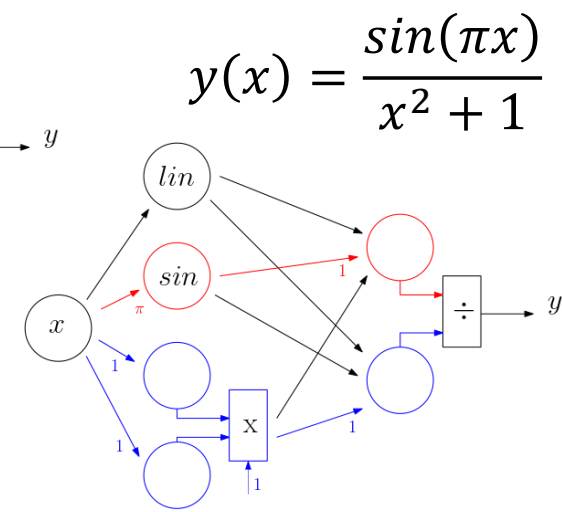 y(x) = sin(πx) / x² + 1
y
lin
sin
1
π
x
÷
y
1
x
1
1
1